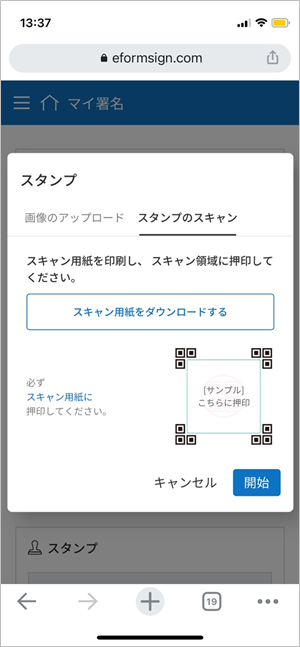 13:37
eformsign.com
マイ署名
スタンプ
画像のアップロード
スタンプのスキャン
スキャン用紙を印刷し、 スキャン領域に押印して
ください。
スキャン用紙をダウンロードする
必ず
スキャン用紙に
押印してください。
[サンプル]
こちらに押印
キャンセル
開始
スタンプ
19